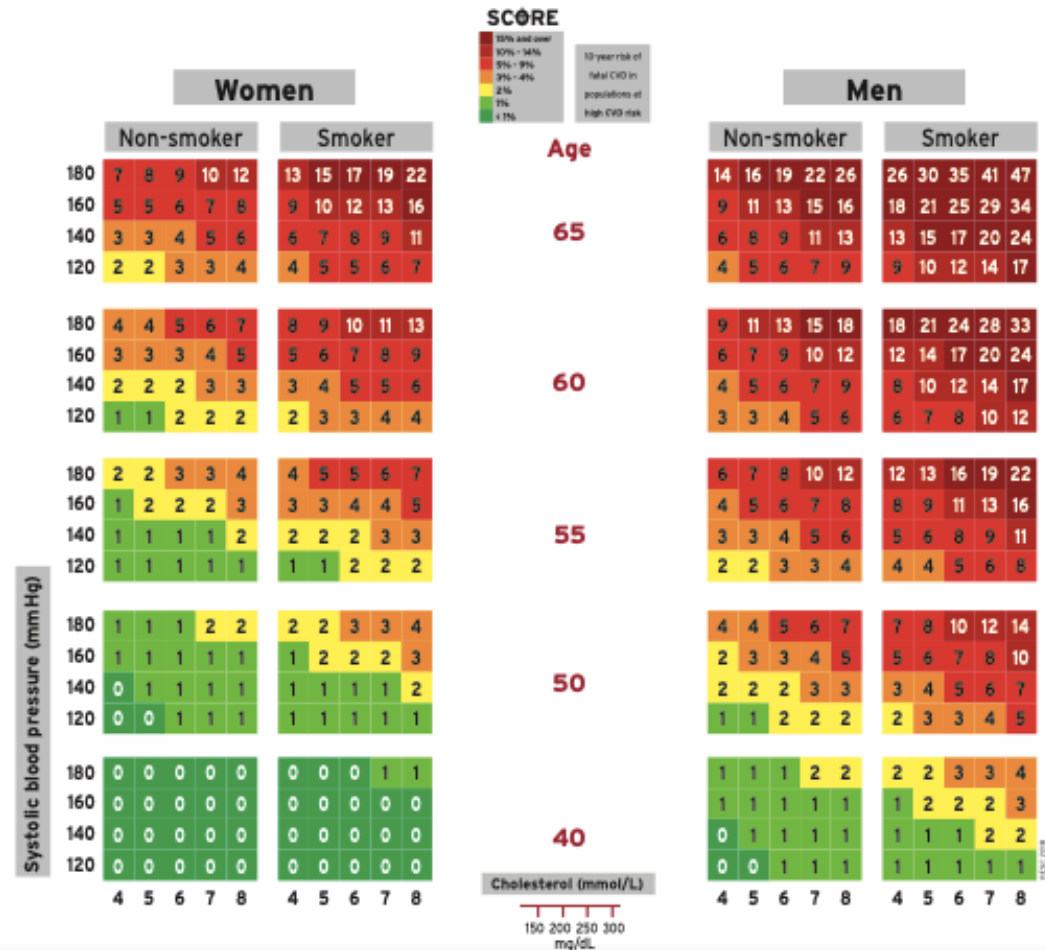 SCORE
15% and over
10% - 14%
5% - 9%
3% - 4%
2%
1%
< 1%
10-year risk of
fatal CVD in
populations at
high CVD risk
Women
Men
Non-smoker Smoker
Age
Non-smoker Smoker
180 7 8 9 10 12 13 15 17 19 22 14 16 19 22 26 26 30 35 41 47
160 5 5 6 7 8 9 10 12 13 16 9 11 13 15 16 18 21 25 29 34
65
140 3 3 4 5 6 6 7 8 9 11 6 8 9 11 13 13 15 17 20 24
120 2 2 3 3 4 4 5 5 6 7 4 5 6 7 9 9 10 12 14 17
180 4 4 5 6 7 8 9 10 11 13 9 11 13 15 18 18 21 24 28 33
160 3 3 3 4 5 5 6 7 8 9 6 7 9 10 12 12 14 17 20 24
60
140 2 2 2 3 3 3 4 5 5 6 4 5 6 7 9 8 10 12 14 17
120 1 1 2 2 2 2 3 3 4 4 3 3 4 5 6 6 7 8 10 12
180 2 2 3 3 4 4 5 5 6 7 6 7 8 10 12 12 13 16 19 22
160 1 2 2 2 3 3 3 4 4 5 4 5 6 7 8 8 9 11 13 16
55
140 1 1 1 1 2 2 2 2 3 3 3 3 4 5 6 5 6 8 9 11
120 1 1 1 1 1 1 1 2 2 2 2 2 3 3 4 4 4 5 6 8
180 1 1 1 2 2 2 2 3 3 4 4 4 5 6 7 7 8 10 12 14
160 1 1 1 1 1 1 2 2 2 3 2 3 3 4 5 5 6 7 8 10
50
140 0 1 1 1 1 1 1 1 1 2 2 2 2 3 3 3 4 5 6 7
120 0 0 1 1 1 1 1 1 1 1 1 1 2 2 2 2 3 3 4 5
180 0 0 0 0 0 0 0 0 1 1 1 1 1 2 2 2 2 3 3 4
160 0 0 0 0 0 0 0 0 0 0 1 1 1 1 1 1 2 2 2 3
140 0 0 0 0 0 0 0 0 0 0 0 1 1 1 1 1 1 1 2 2
40
120 0 0 0 0 0 0 0 0 0 0 0 0 1 1 1 1 1 1 1 1
Systolic blood pressure (mmHg)
4 5 6 7 8 4 5 6 7 8 4 5 6 7 8 4 5 6 7 8
Cholesterol (mmol/L)
150 200 250 300
mg/dL